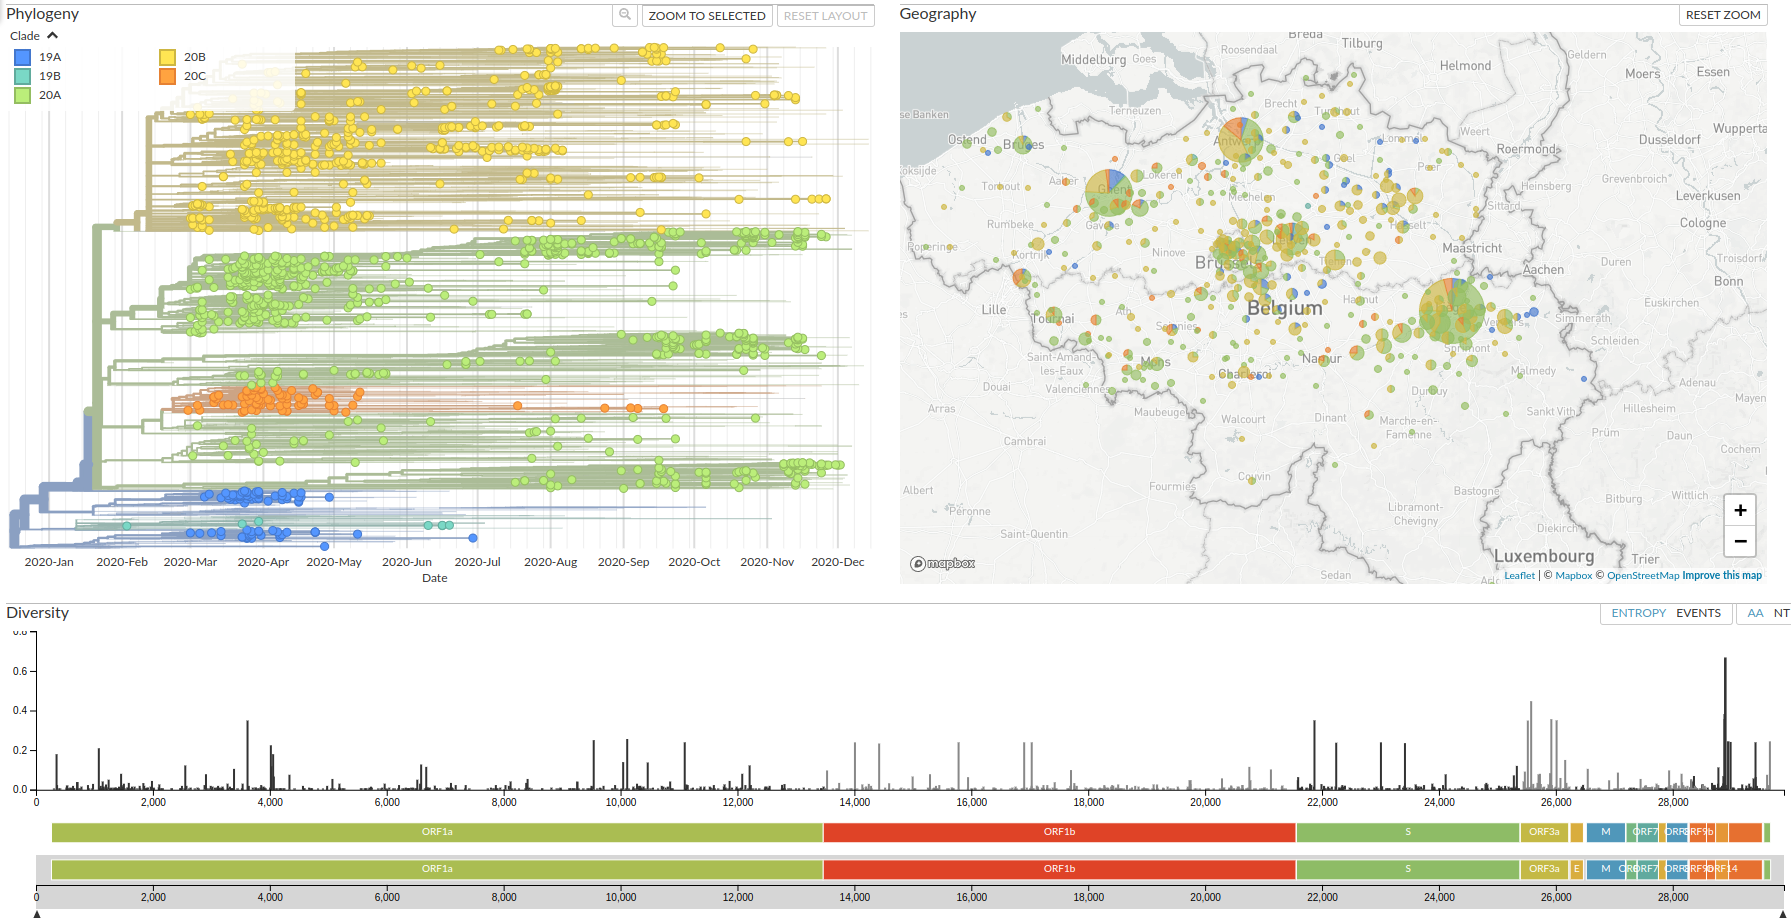 Phylogeny
ZOOM TO SELECTED
RESET LAYOUT
Clade
19A
19B
20A
20B
20C
2020-Jan
2020-Feb
2020-Mar
2020-Apr
2020-May
2020-Jun
2020-Jul
2020-Aug
2020-Sep
2020-Oct
2020-Nov
2020-Dec
Date
Geography
RESET ZOOM
Breda
Tilburg
Roosendaal
Middelburg
Goes
Helmond
Geldern
Moers
Essen
se Banken
Terneuzen
Brecht
Turnhout
Weert
Wupperta
Ostend
Bruges
Antwerp
Lommel
Roermond
Dusseldorf
oksijde
Torhout
Aalter
Ghent
Lokeren
Geel
Peer
Heinsberg
Grevenbroich
Leverkusen
Mechelen
Sittard
Rumbeke
Gavere
Hasselt
Cologne
Poperinge
Kortrijk
Ninove
Brussels
Tienen
Maastricht
Aachen
Duren
Troisdorf
Bonn
Lille
Tournai
Ath
Soignies
Belgium
Hannut
Verviers
Simmerath
Euskirchen
es
Saint-Amand-
les-Eaux
Mons
Namur
Sprimont
Schleiden
Douai
Valenciennes
Charleroi
Durbuy
Malmedy
Adenau
Arras
Maubeuge
Walcourt
Dinant
Marche-en-
Famenne
Sankt Vith
Hillesheim
Mayen
Cambrai
Prüm
Daun
Cochem
Albert
Péronne
Fourmies
Couvin
Bastogne
Bitburg
Wittlich
Libramont-
Chevigny
Diekirch
Saint-Quentin
Luxembourg
Trier
Sedan
Arlo
+
−
mapbox
Leaflet | © Mapbox © OpenStreetMap Improve this map
Diversity
ENTROPY
EVENTS
AA
NT
0.8
0.6
0.4
0.2
0.0
0
2,000
4,000
6,000
8,000
10,000
12,000
14,000
16,000
18,000
20,000
22,000
24,000
26,000
28,000
ORF1a
ORF1b
S
ORF3a
M
ORF7
ORF9b
ORF1a
ORF1b
S
ORF3a
E
M
ORF7
ORF14
0
2,000
4,000
6,000
8,000
10,000
12,000
14,000
16,000
18,000
20,000
22,000
24,000
26,000
28,000